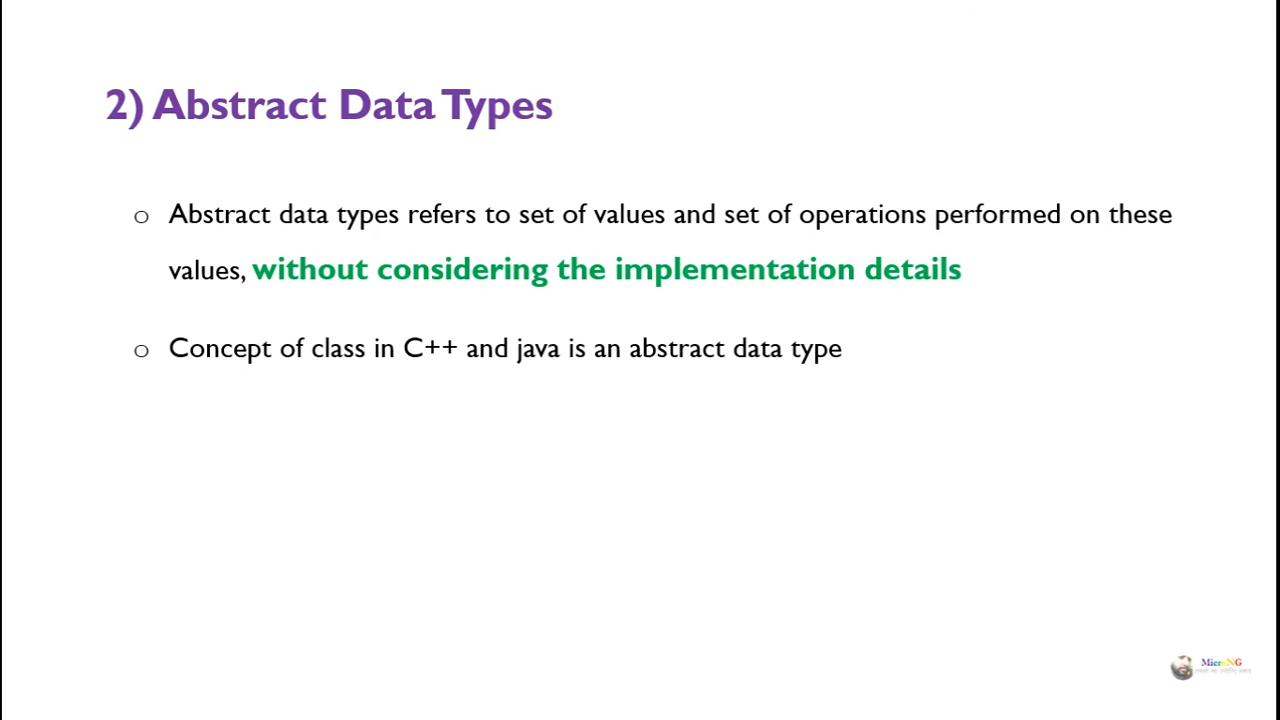 2) Abstract Data Types
o Abstract data types refers to set of values and set of operations performed on these
values, without considering the implementation details
o Concept of class in C++ and java is an abstract data type
MicroNG